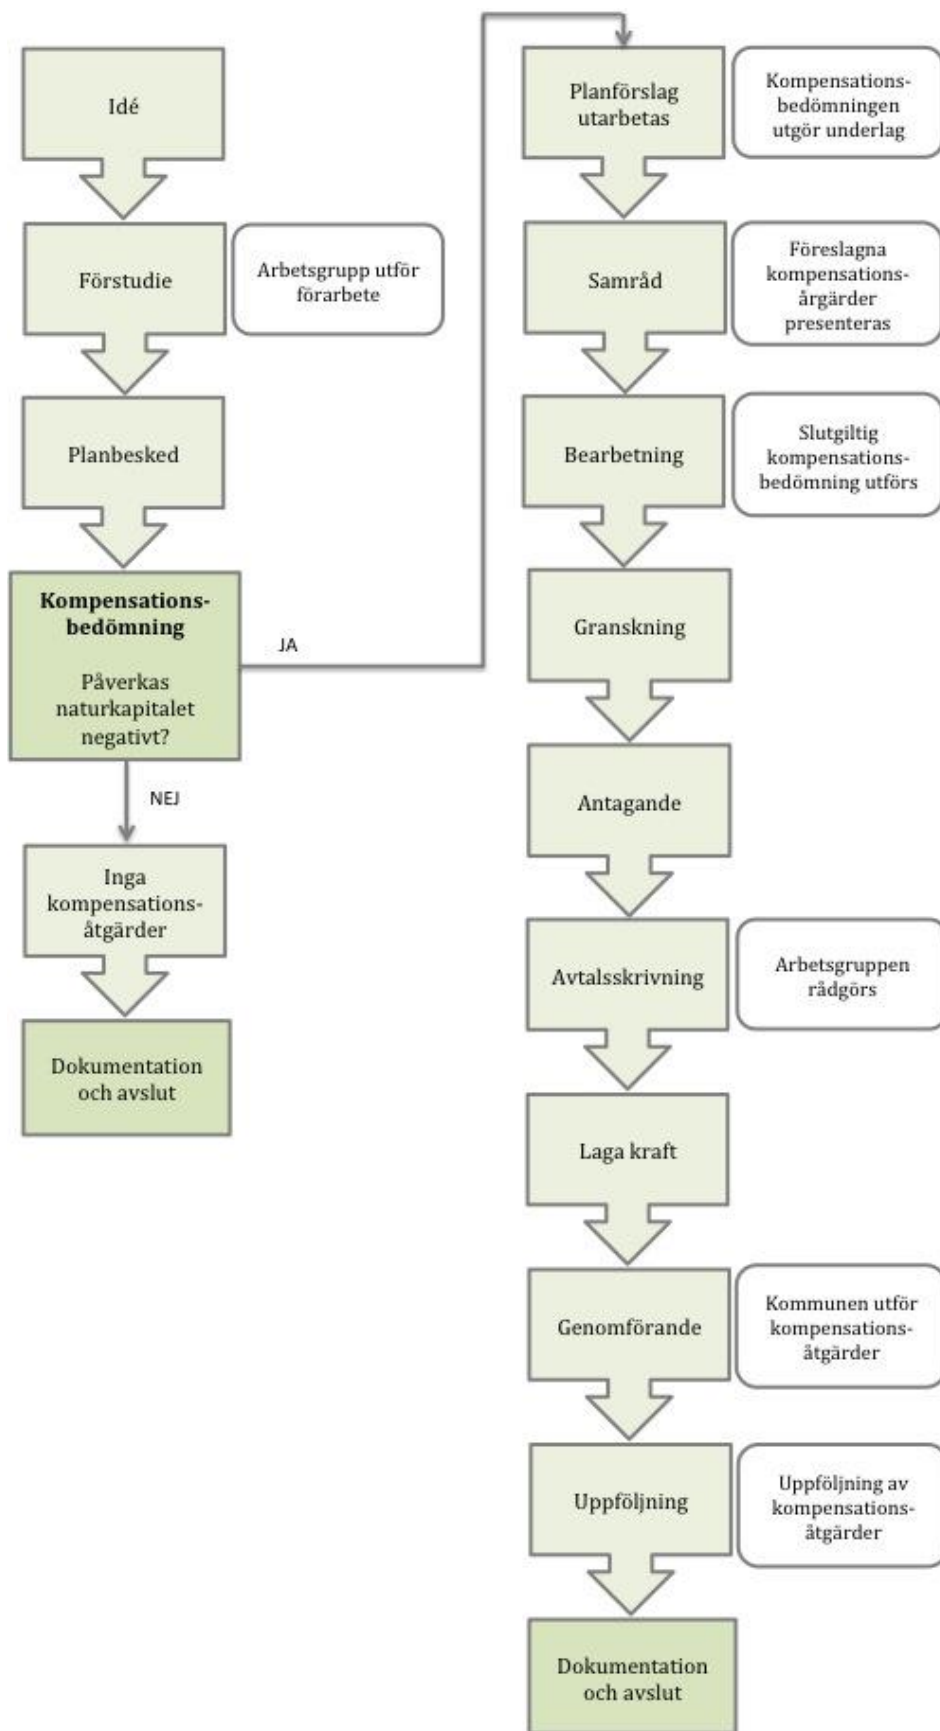 Idé
Förstudie
Arbetsgrupp utför
förarbete
Planbesked
Kompensations-
bedömning
Påverkas
naturkapitalet
negativt?
JA
NEJ
Inga
kompensations-
åtgärder
Dokumentation
och avslut
Planförslag
utarbetas
Kompensations-
bedömningen
utgör underlag
Samråd
Föreslagna
kompensations-
årgärder
presenteras
Bearbetning
Slutgiltig
kompensations-
bedömning utförs
Granskning
Antagande
Avtalsskrivning
Arbetsgruppen
rådgörs
Laga kraft
Genomförande
Kommunen utför
kompensations-
åtgärder
Uppföljning
Uppföljning av
kompensations-
åtgärder
Dokumentation
och avslut